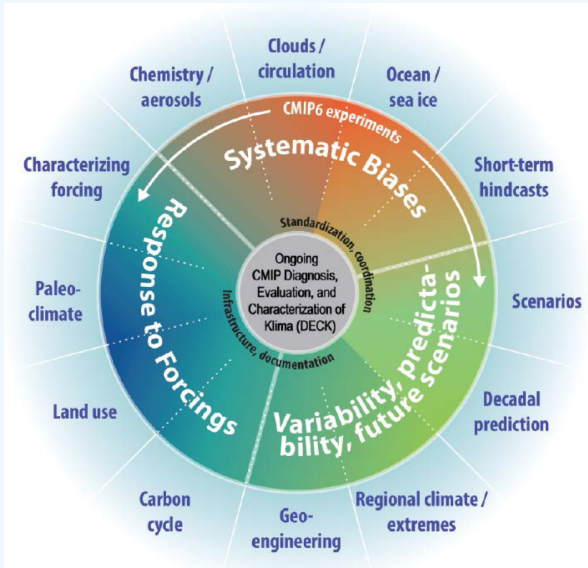 Clouds /
circulation
Ocean /
sea ice
Short-term
hindcasts
Scenarios
Decadal
prediction
Regional climate /
extremes
Geo-
engineering
Carbon
cycle
Land use
Paleo-
climate
Characterizing
forcing
Chemistry /
aerosols
CMIP6 experiments
Systematic Biases
Variability, predicta-
bility, future scenarios
Response to Forcings
Standardization, coordination
Infrastructure, documentation
Ongoing
CMIP Diagnosis,
Evaluation, and
Characterization of
Klima (DECK)